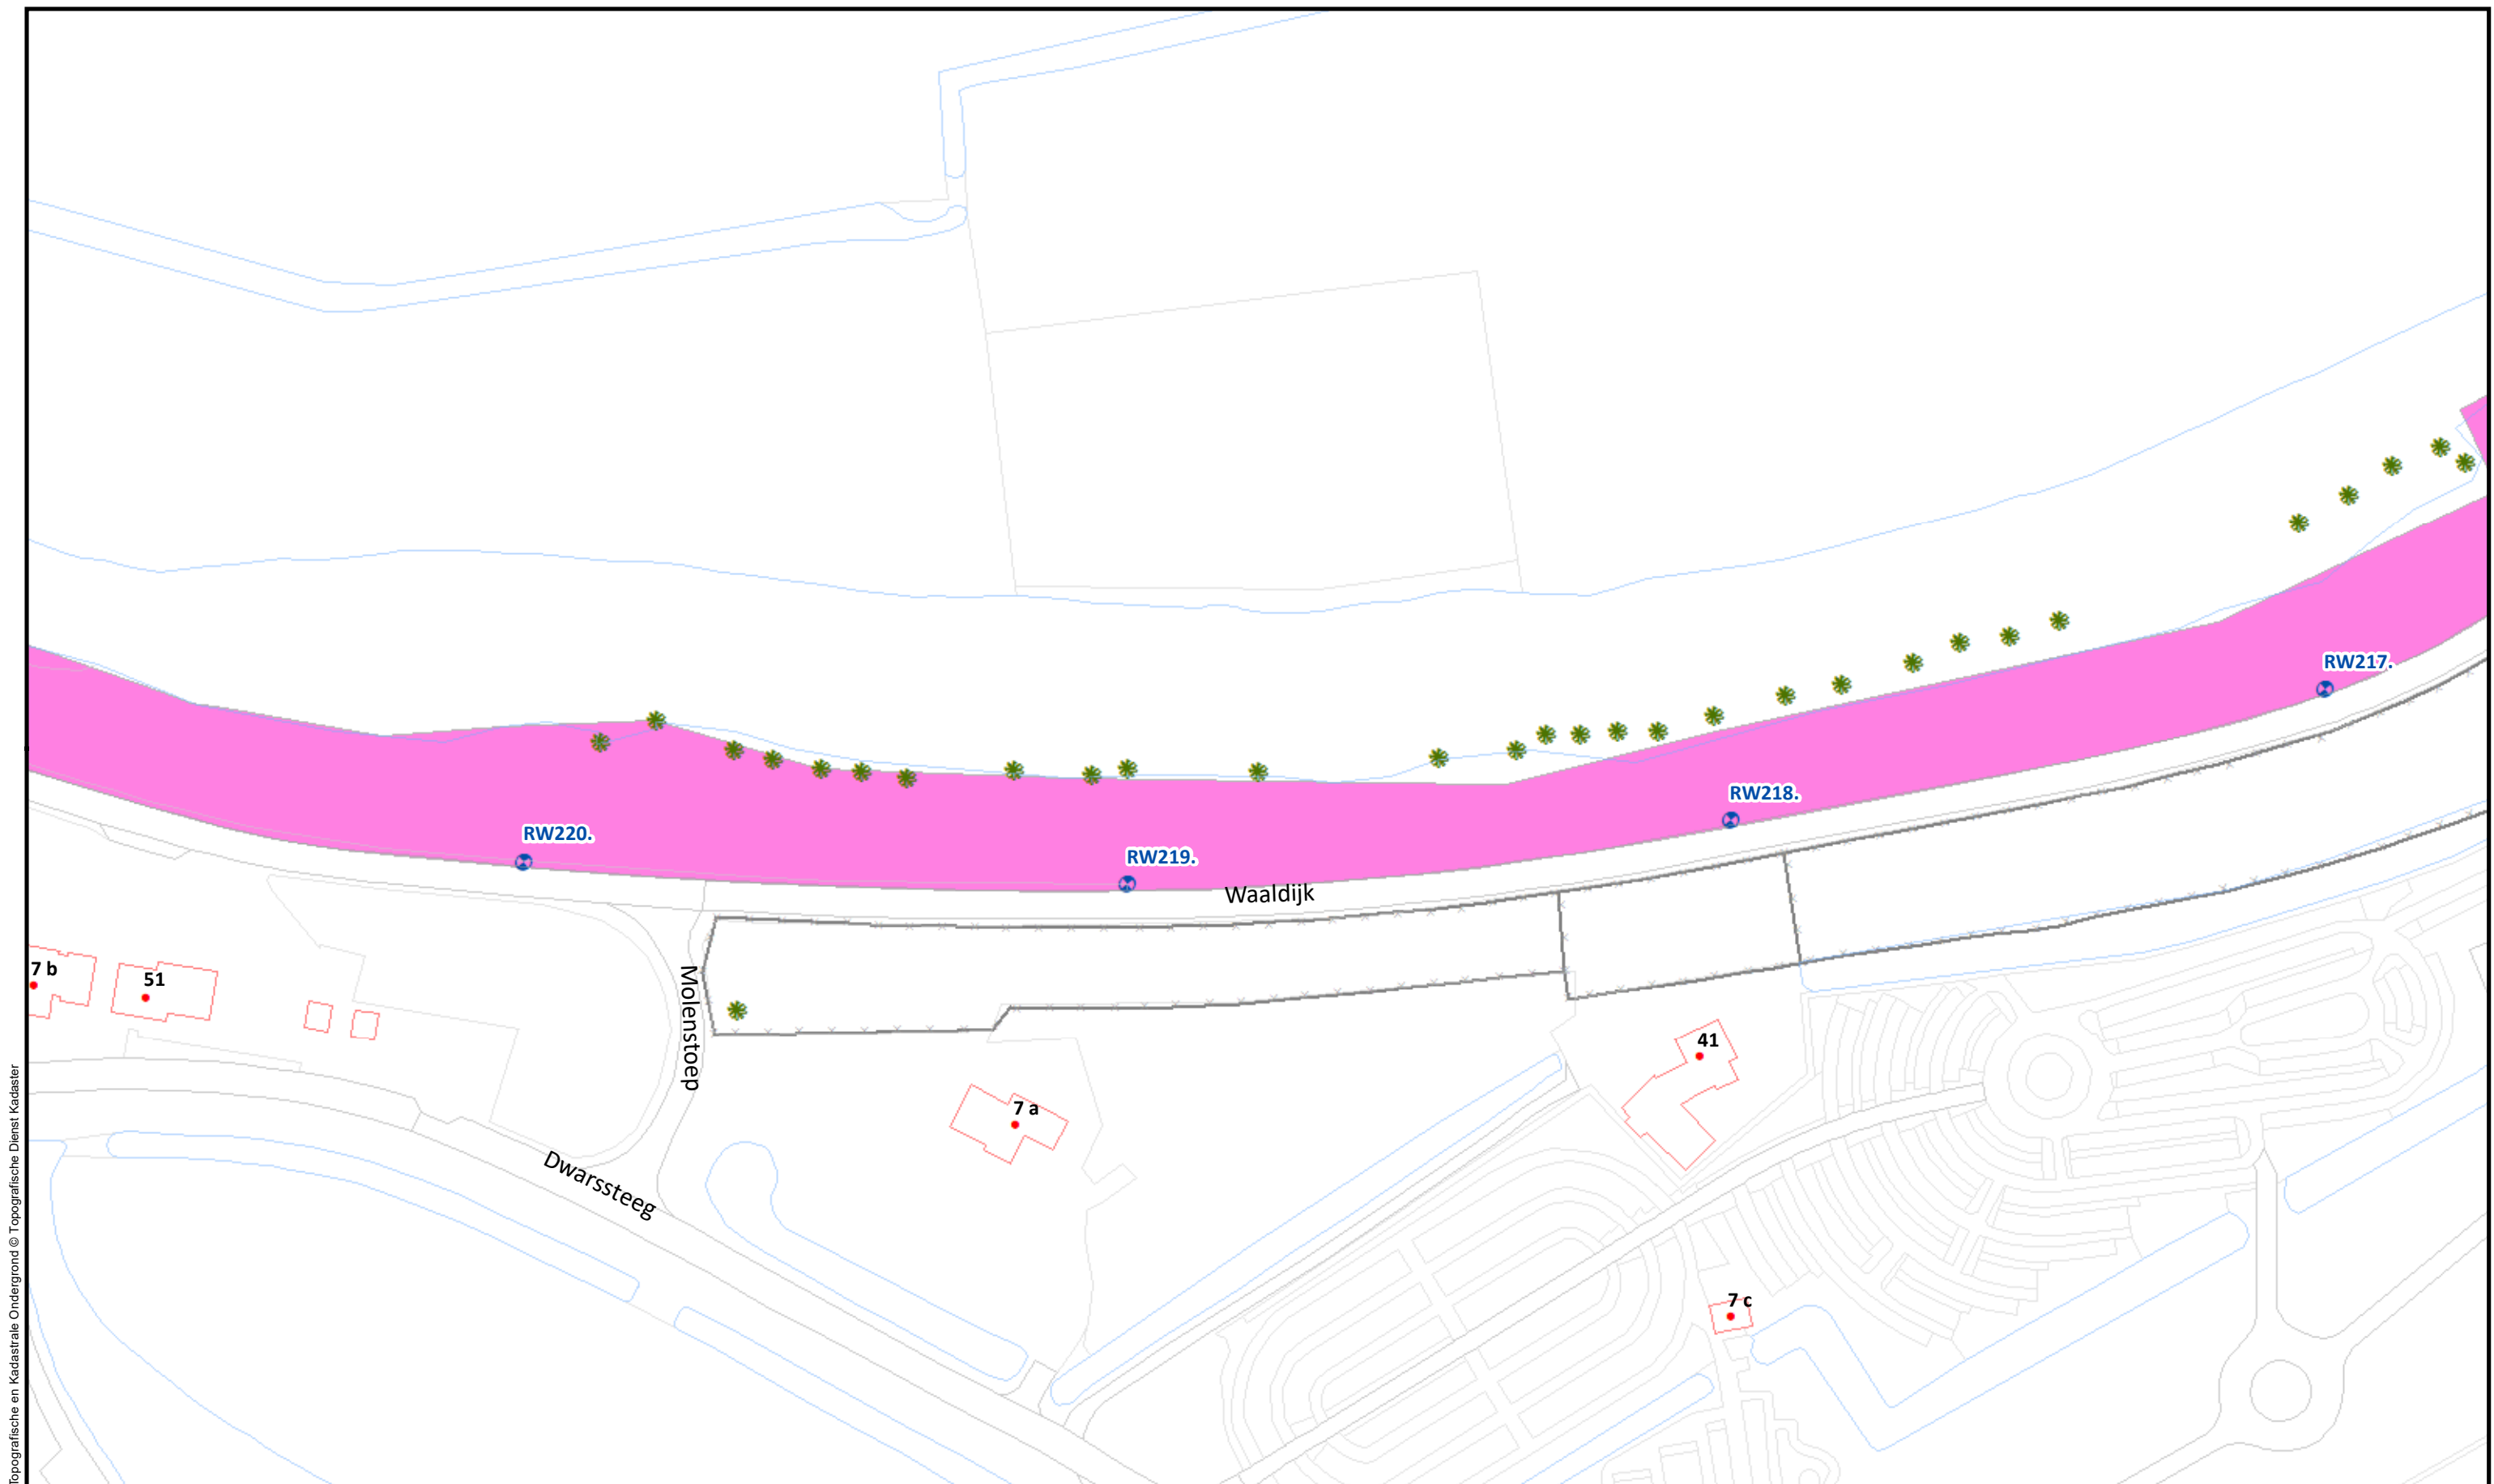 RW217.
RW218.
RW220.
RW219.
Waaldijk
7 b
51
Molenstoep
41
7 a
Dwarssteeg
7 c
Topografische en Kadastrale Ondergrond © Topografische Dienst Kadaster